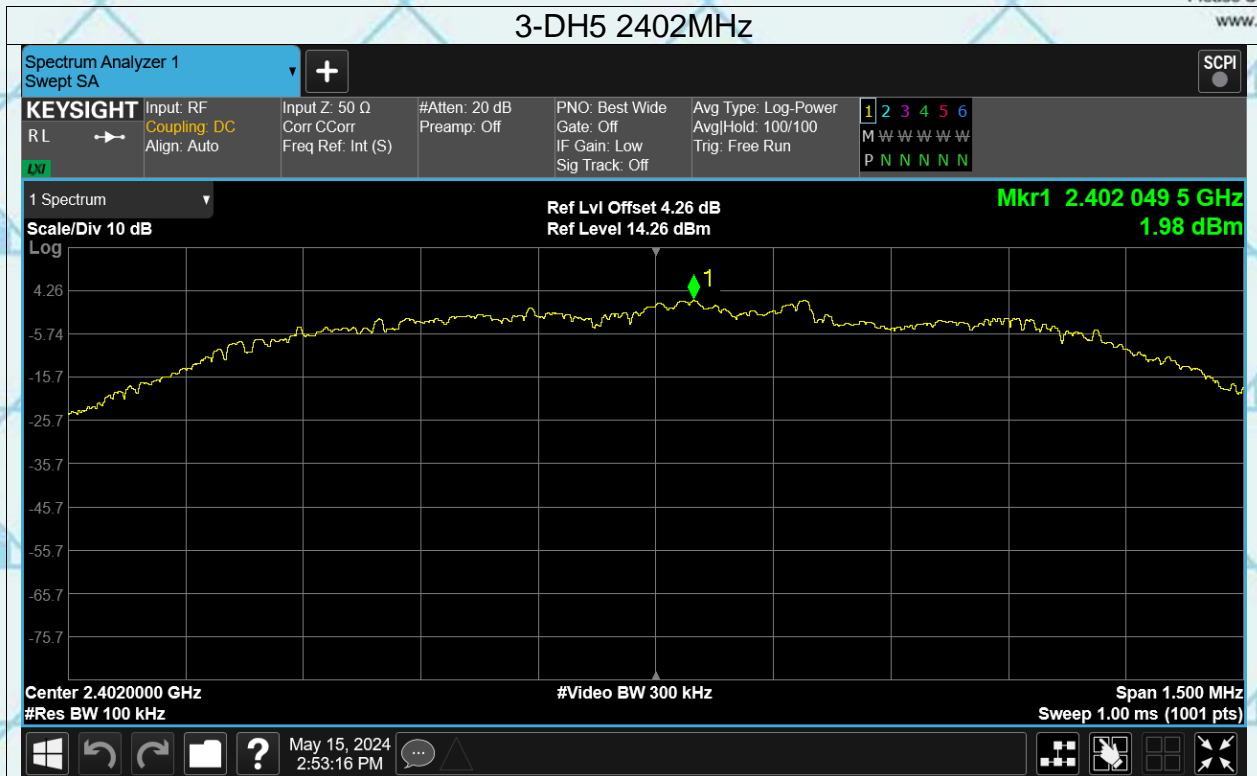 www.
3-DH5 2402MHz
Spectrum Analyzer 1
Swept SA
+
SCPI
KEYSIGHT
R L
LXI
Input: RF
Coupling: DC
Align: Auto
Input Z: 50 Ω
Corr CCorr
Freq Ref: Int (S)
#Atten: 20 dB
Preamp: Off
PNO: Best Wide
Gate: Off
IF Gain: Low
Sig Track: Off
Avg Type: Log-Power
Avg|Hold: 100/100
Trig: Free Run
1 2 3 4 5 6
M W W W W W
P N N N N N
1 Spectrum
Scale/Div 10 dB
Ref Lvl Offset 4.26 dB
Ref Level 14.26 dBm
Mkr1 2.402 049 5 GHz
1.98 dBm
Log
1
4.26
-5.74
-15.7
-25.7
-35.7
-45.7
-55.7
-65.7
-75.7
Center 2.4020000 GHz
#Res BW 100 kHz
#Video BW 300 kHz
Span 1.500 MHz
Sweep 1.00 ms (1001 pts)
?
May 15, 2024
2:53:16 PM